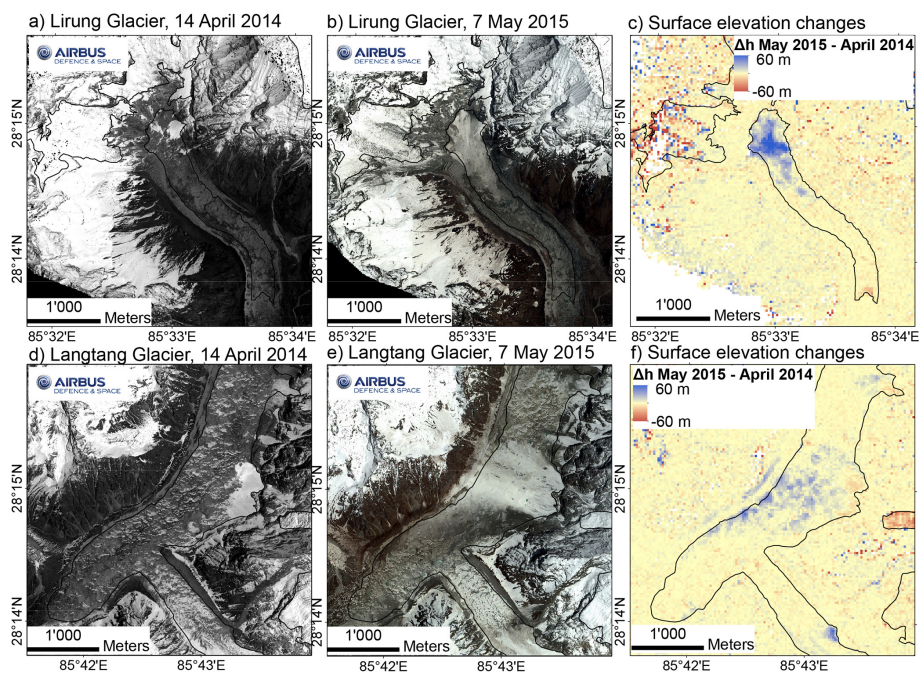 a) Lirung Glacier, 14 April 2014
b) Lirung Glacier, 7 May 2015
c) Surface elevation changes
AIRBUS
DEFENCE & SPACE
AIRBUS
DEFENCE & SPACE
Δh May 2015 - April 2014
60 m
-60 m
28°15'N
28°14'N
28°15'N
28°14'N
28°15'N
28°14'N
1'000
Meters
1'000
Meters
1'000
Meters
85°32'E
85°33'E
85°34'E
85°32'E
85°33'E
85°34'E
85°32'E
85°33'E
85°34'E
d) Langtang Glacier, 14 April 2014
e) Langtang Glacier, 7 May 2015
f) Surface elevation changes
AIRBUS
DEFENCE & SPACE
AIRBUS
DEFENCE & SPACE
Δh May 2015 - April 2014
60 m
-60 m
28°15'N
28°14'N
28°15'N
28°14'N
28°15'N
28°14'N
1'000
Meters
1'000
Meters
1'000
Meters
85°42'E
85°43'E
85°42'E
85°43'E
85°42'E
85°43'E